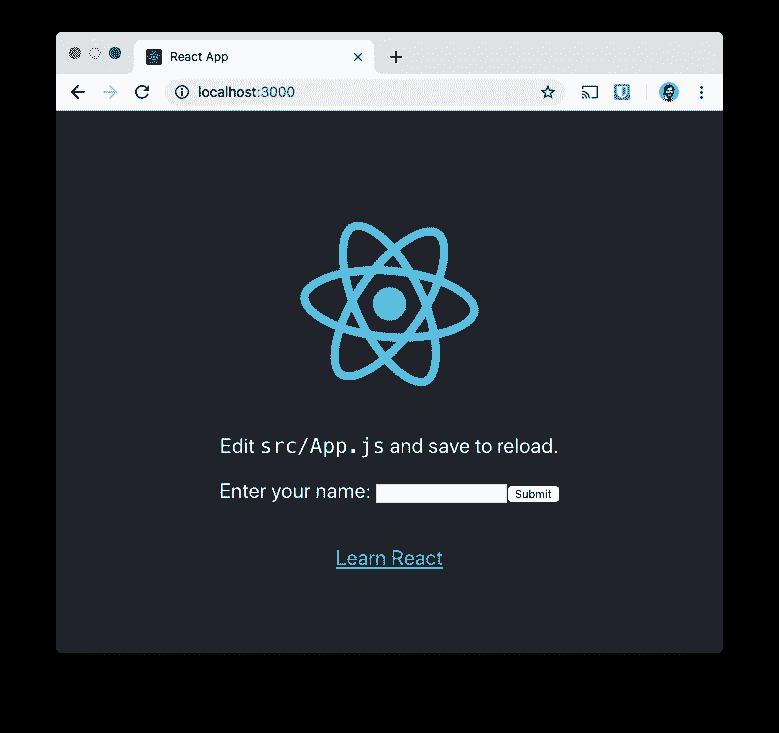 React App
localhost:3000
Edit src/App.js and save to reload.
Enter your name: Submit
Learn React